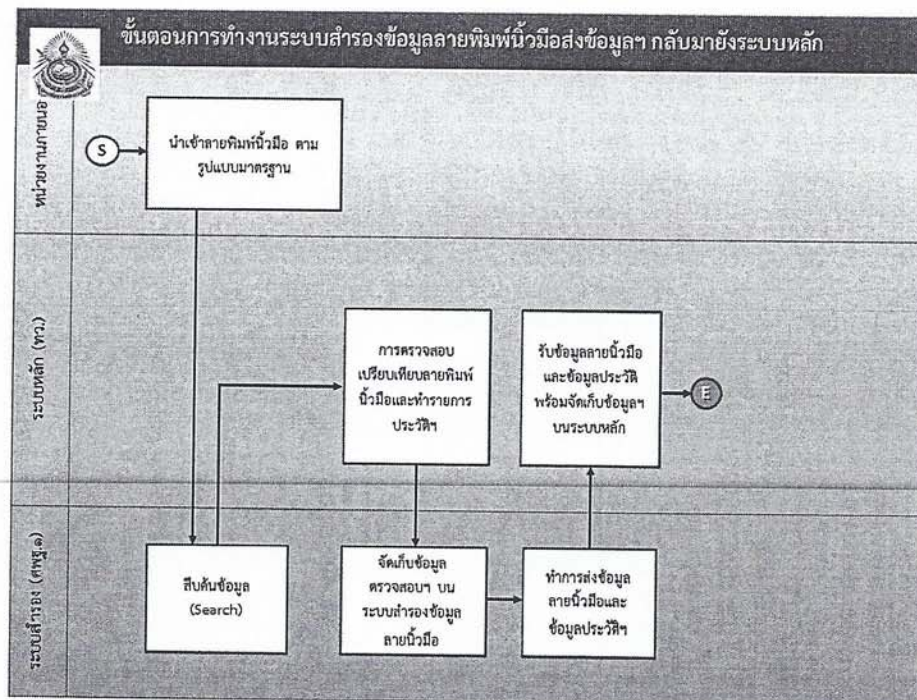 ขั้นตอนการทำงานระบบสำรองข้อมูลลายพิมพ์นิ้วมือส่งข้อมูลฯ กลับมายังระบบหลัก
S
นำเข้าลายพิมพ์นิ้วมือ ตาม
รูปแบบมาตรฐาน
ระบบหลัก (ทว.)
การตรวจสอบ
เปรียบเทียบลายพิมพ์
นิ้วมือและทำรายการ
ประวัติฯ
รับข้อมูลลายนิ้วมือ
และข้อมูลประวัติ
พร้อมจัดเก็บข้อมูลฯ
บนระบบหลัก
E
ระบบสำรอง (ศพฐ.๑)
สืบค้นข้อมูล
(Search)
จัดเก็บข้อมูล
ตรวจสอบฯ บน
ระบบสำรองข้อมูล
ลายนิ้วมือ
ทำการส่งข้อมูล
ลายนิ้วมือและ
ข้อมูลประวัติฯ